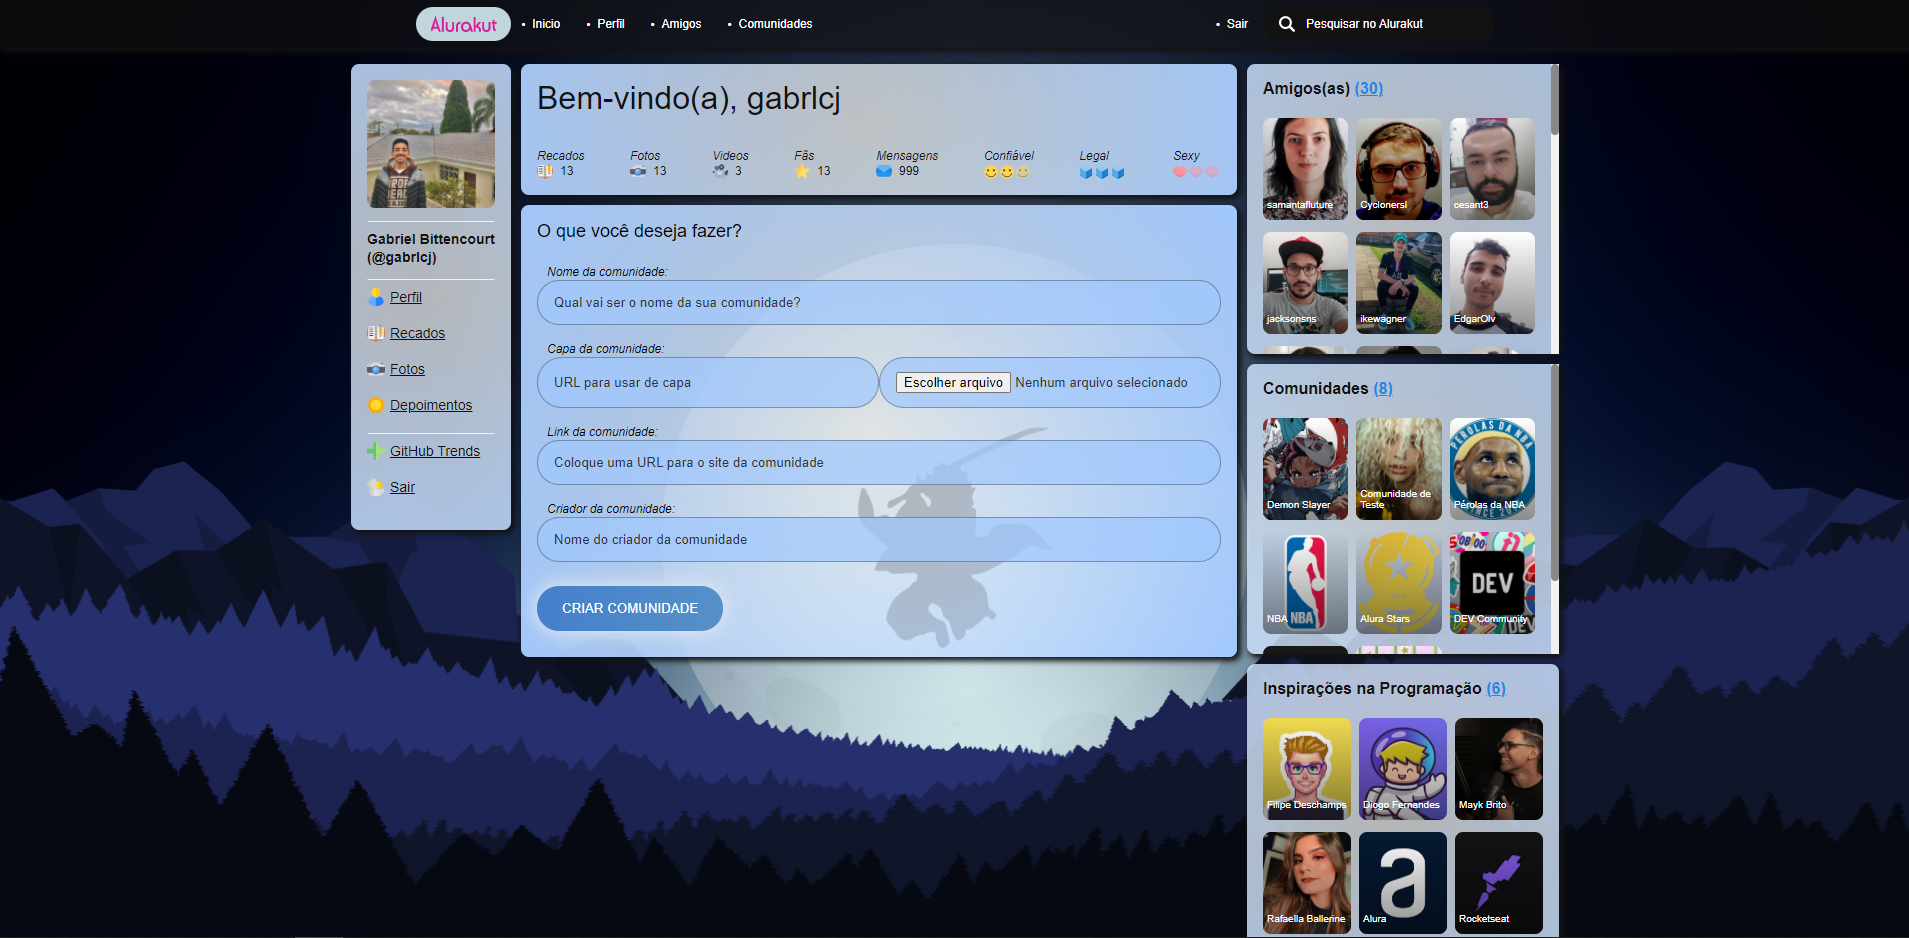 Alurakut
Inicio
Perfil
Amigos
Comunidades
Sair
Pesquisar no Alurakut
Gabriel Bittencourt
(@gabrlcj)
Perfil
Recados
Fotos
Depoimentos
GitHub Trends
Sair
Bem-vindo(a), gabrlcj
Recados Fotos Videos Fãs Mensagens Confiável Legal Sexy
13 13 3 13 999
O que você deseja fazer?
Nome da comunidade:
Qual vai ser o nome da sua comunidade?
Capa da comunidade:
URL para usar de capa
Escolher arquivo Nenhum arquivo selecionado
Link da comunidade:
Coloque uma URL para o site da comunidade
Criador da comunidade:
Nome do criador da comunidade
CRIAR COMUNIDADE
Amigos(as) (30)
samantafluture
Cyclonersl
cesant3
jacksonsns
ikewagner
EdgarOlv
Comunidades (8)
Demon Slayer
Comunidade de
Teste
PÉROLAS DA NBA
Pérolas da NBA
NBA
NBA
Alura Stars
DEV
DEV Community
Inspirações na Programação (6)
Filipe Deschamps
Diogo Fernandes
Mayk Brito
Rafaella Ballerine
a
Alura
Rocketseat